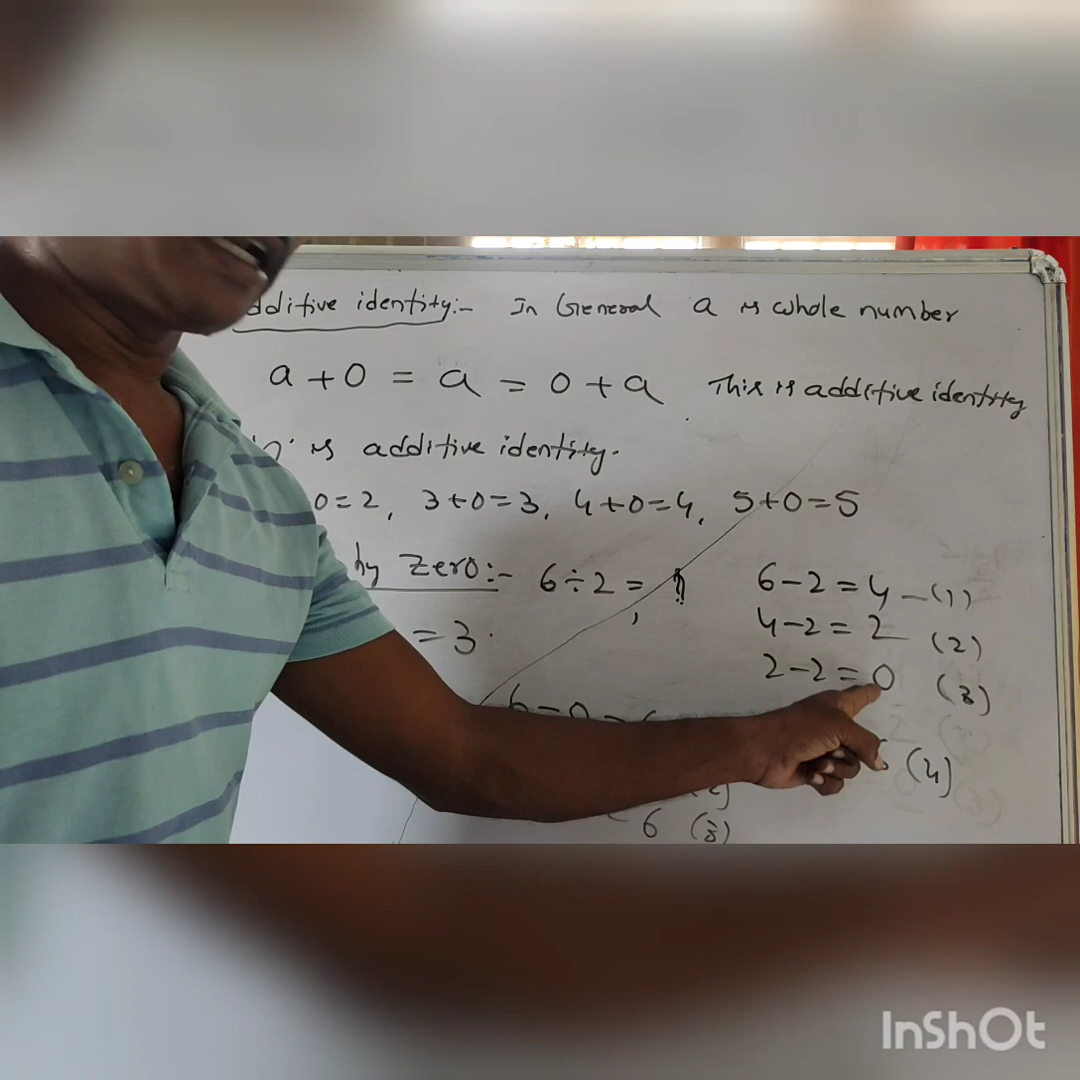 dditive identity:- In General a is whole number
a + 0 = a = 0 + a This is additive identity
is additive identity.
0=2, 3+0=3, 4+0=4, 5+0=5
by Zero:- 6÷2 =
= 3.
6-2=4 -(1)
4-2=2 (2)
2-2=0 (3)
6-0=
(4)
6 (3)
InShOt